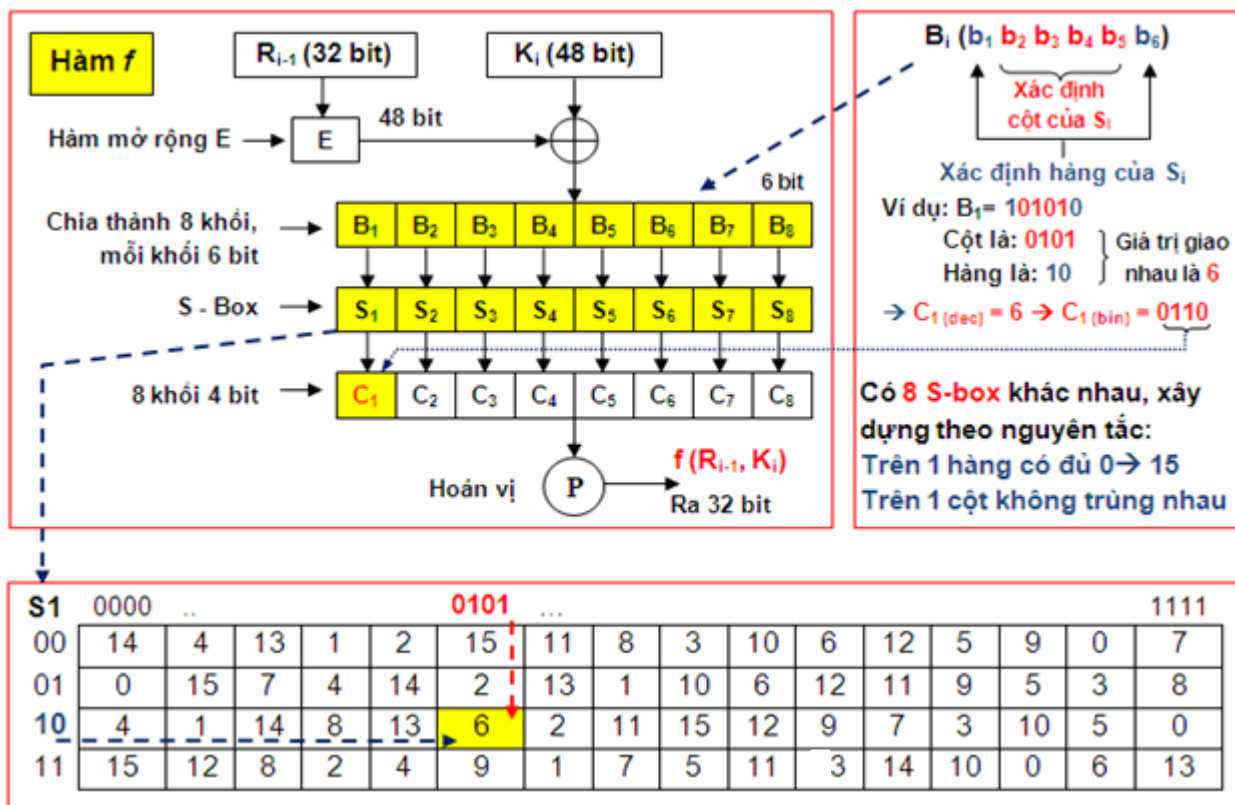 Hàm f
R i-1 (32 bit)
K i (48 bit)
Hàm mở rộng E
E
48 bit
6 bit
Chia thành 8 khối,
mỗi khối 6 bit
B1 B2 B3 B4 B5 B6 B7 B8
S - Box
S1 S2 S3 S4 S5 S6 S7 S8
8 khối 4 bit
C1 C2 C3 C4 C5 C6 C7 C8
Hoán vị
P
f (R i-1, K i)
Ra 32 bit
B i (b1 b2 b3 b4 b5 b6)
Xác định
cột của S i
Xác định hàng của S i
Ví dụ: B1= 101010
Cột là: 0101
Hàng là: 10
Giá trị giao
nhau là 6
→ C1 (dec) = 6 → C1 (bin) = 0110
Có 8 S-box khác nhau, xây
dựng theo nguyên tắc:
Trên 1 hàng có đủ 0→ 15
Trên 1 cột không trùng nhau
S1 0000 .. 0101 ... 1111
00 14 4 13 1 2 15 11 8 3 10 6 12 5 9 0 7
01 0 15 7 4 14 2 13 1 10 6 12 11 9 5 3 8
10 4 1 14 8 13 6 2 11 15 12 9 7 3 10 5 0
11 15 12 8 2 4 9 1 7 5 11 3 14 10 0 6 13